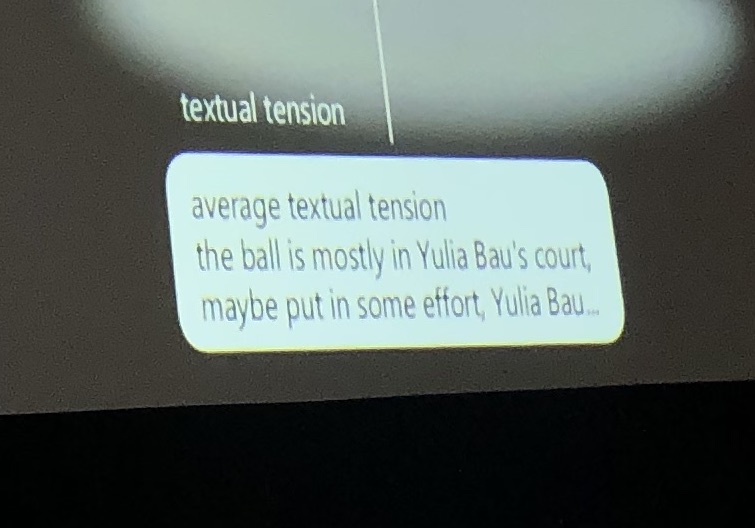 textual tension
average textual tension
the ball is mostly in Yulia Bau's court,
maybe put in some effort, Yulia Bau...